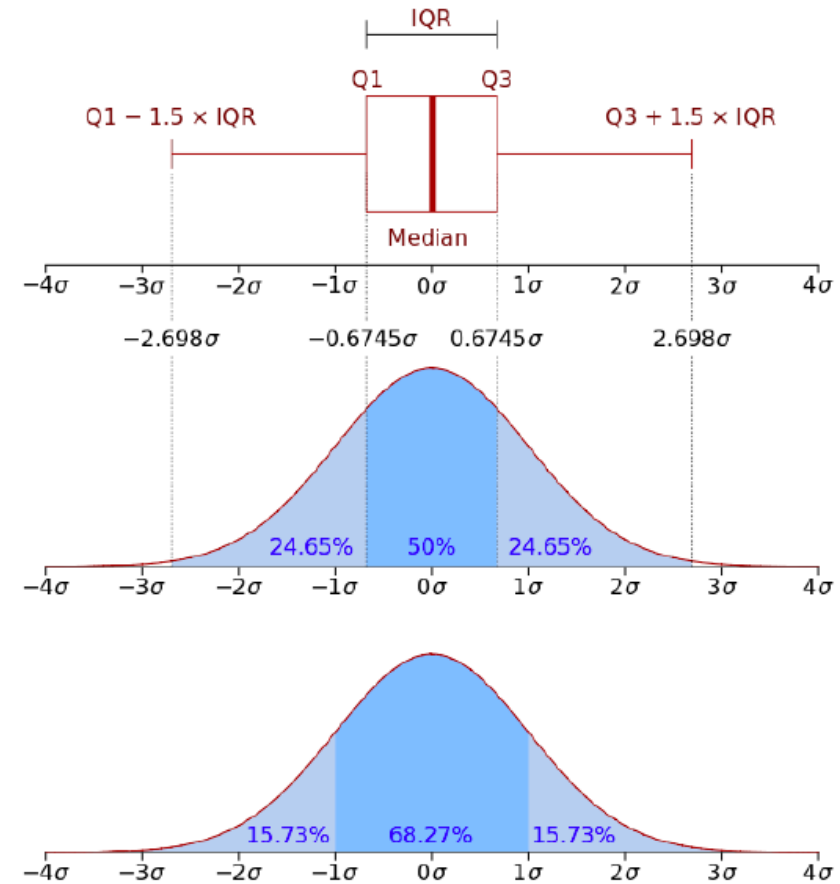 IQR
Q1 Q3
Q1 − 1.5 × IQR Q3 + 1.5 × IQR
Median
−4σ −3σ −2σ −1σ 0σ 1σ 2σ 3σ 4σ
−2.698σ −0.6745σ 0.6745σ 2.698σ
24.65% 50% 24.65%
−4σ −3σ −2σ −1σ 0σ 1σ 2σ 3σ 4σ
15.73% 68.27% 15.73%
−4σ −3σ −2σ −1σ 0σ 1σ 2σ 3σ 4σ